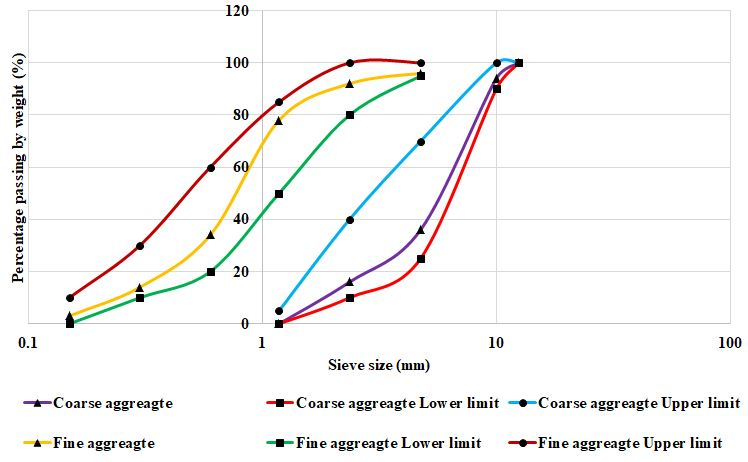 120
100
80
60
40
20
0
Percentage passing by weight (%)
0.1 1 10 100
Sieve size (mm)
Coarse aggreagte Coarse aggreagte Lower limit Coarse aggreagte Upper limit
Fine aggreagte Fine aggreagte Lower limit Fine aggreagte Upper limit